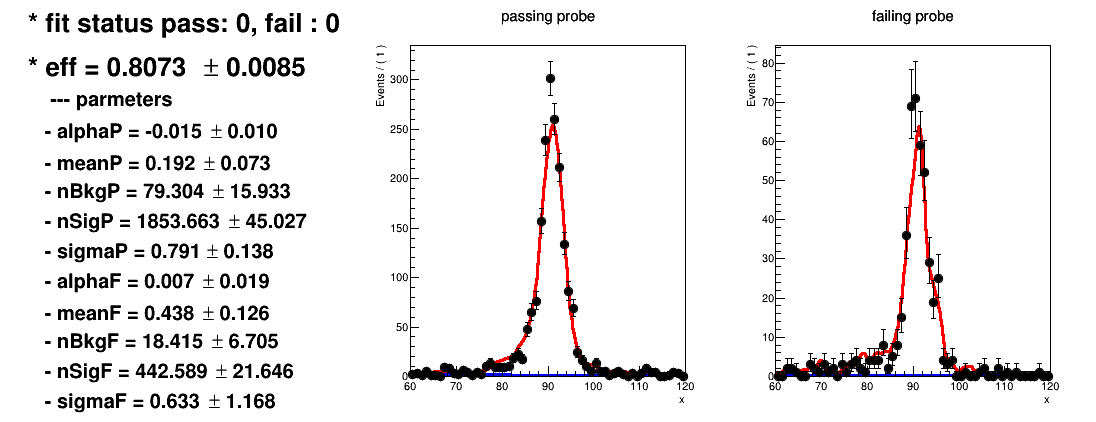 * fit status pass: 0, fail : 0
* eff = 0.8073 ± 0.0085
--- parmeters
- alphaP = -0.015 ± 0.010
- meanP = 0.192 ± 0.073
- nBkgP = 79.304 ± 15.933
- nSigP = 1853.663 ± 45.027
- sigmaP = 0.791 ± 0.138
- alphaF = 0.007 ± 0.019
- meanF = 0.438 ± 0.126
- nBkgF = 18.415 ± 6.705
- nSigF = 442.589 ± 21.646
- sigmaF = 0.633 ± 1.168
passing probe
Events / ( 1 )
300
250
200
150
100
50
0
60 70 80 90 100 110 120
x
failing probe
Events / ( 1 )
80
70
60
50
40
30
20
10
0
60 70 80 90 100 110 120
x